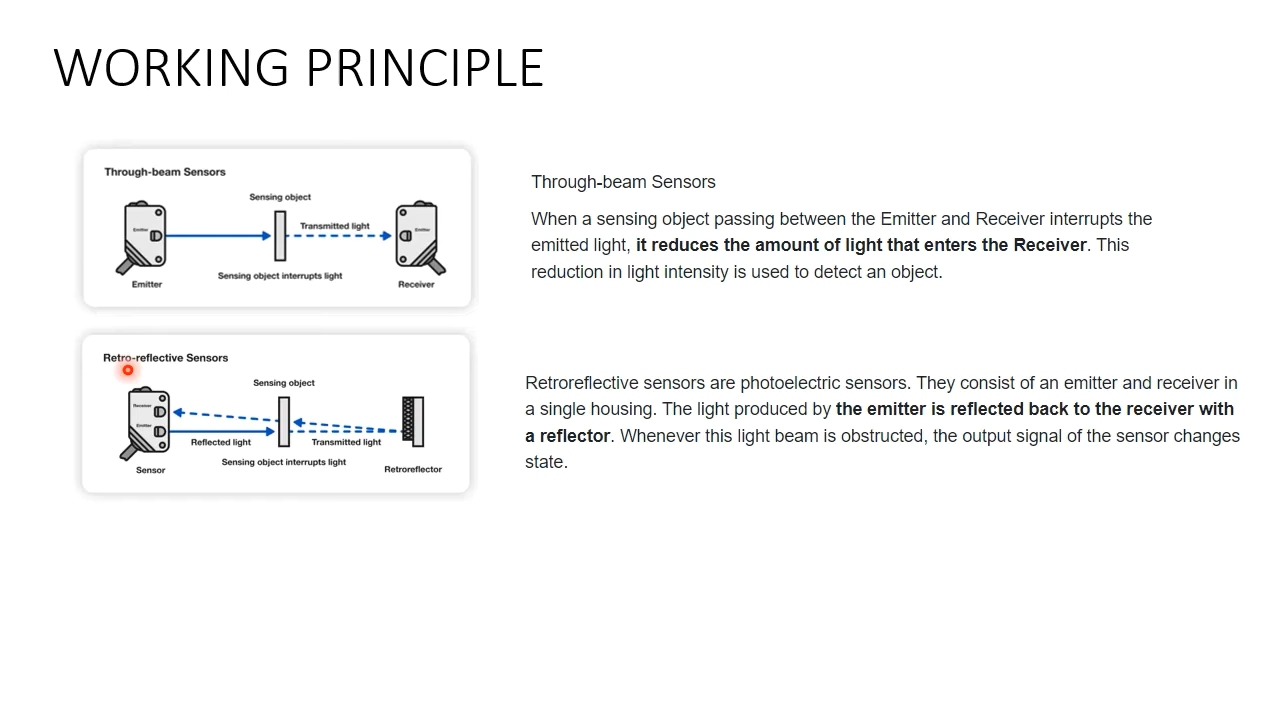 WORKING PRINCIPLE
Through-beam Sensors
Sensing object
Transmitted light
Emitter
Emitter
Sensing object interrupts light
Emitter
Receiver
Through-beam Sensors
When a sensing object passing between the Emitter and Receiver interrupts the
emitted light, it reduces the amount of light that enters the Receiver. This
reduction in light intensity is used to detect an object.
Retro-reflective Sensors
Sensing object
Receiver
Emitter
Reflected light
Transmitted light
Sensing object interrupts light
Sensor
Retroreflector
Retroreflective sensors are photoelectric sensors. They consist of an emitter and receiver in
a single housing. The light produced by the emitter is reflected back to the receiver with
a reflector. Whenever this light beam is obstructed, the output signal of the sensor changes
state.